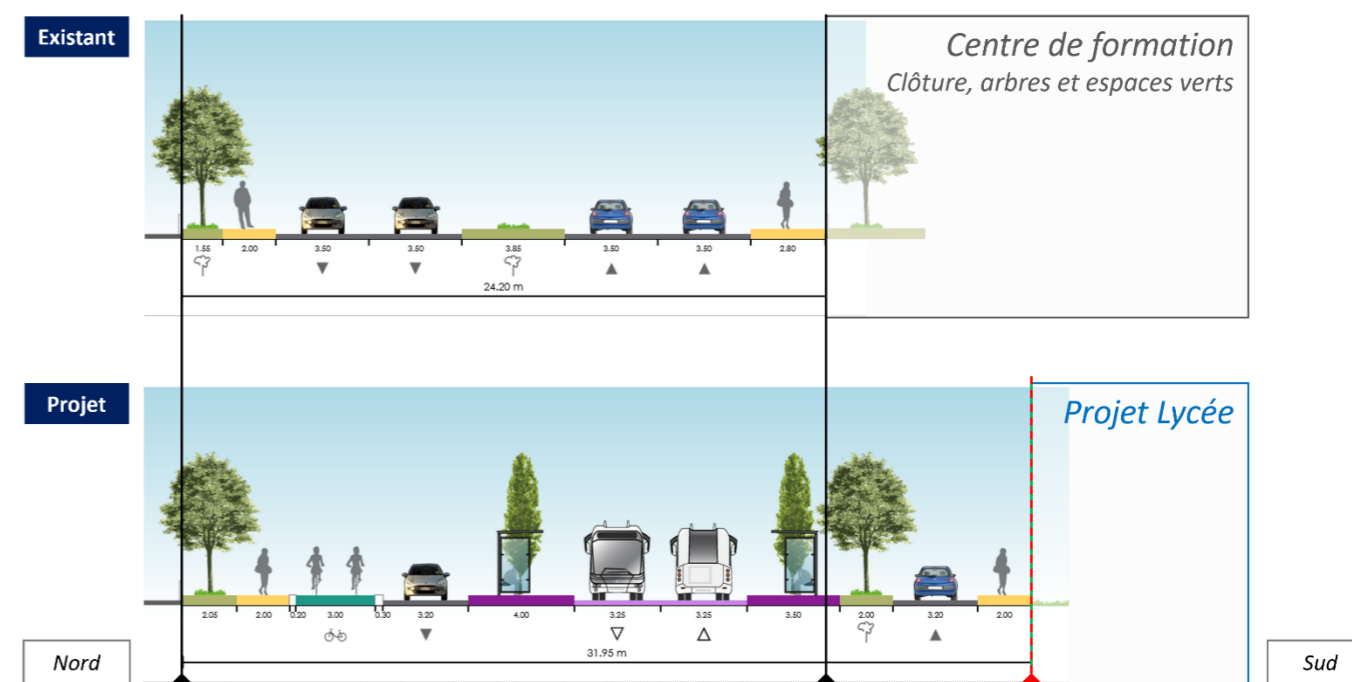 Existant
Centre de formation
Clôture, arbres et espaces verts
1.55 2.00 3.50 3.50 3.85 3.50 3.50 2.80
24.20 m
Projet
Projet Lycée
2.05 2.00 0.20 3.00 0.30 3.20 4.00 3.25 3.25 3.50 2.00 3.20 2.00
31.95 m
Nord
Sud